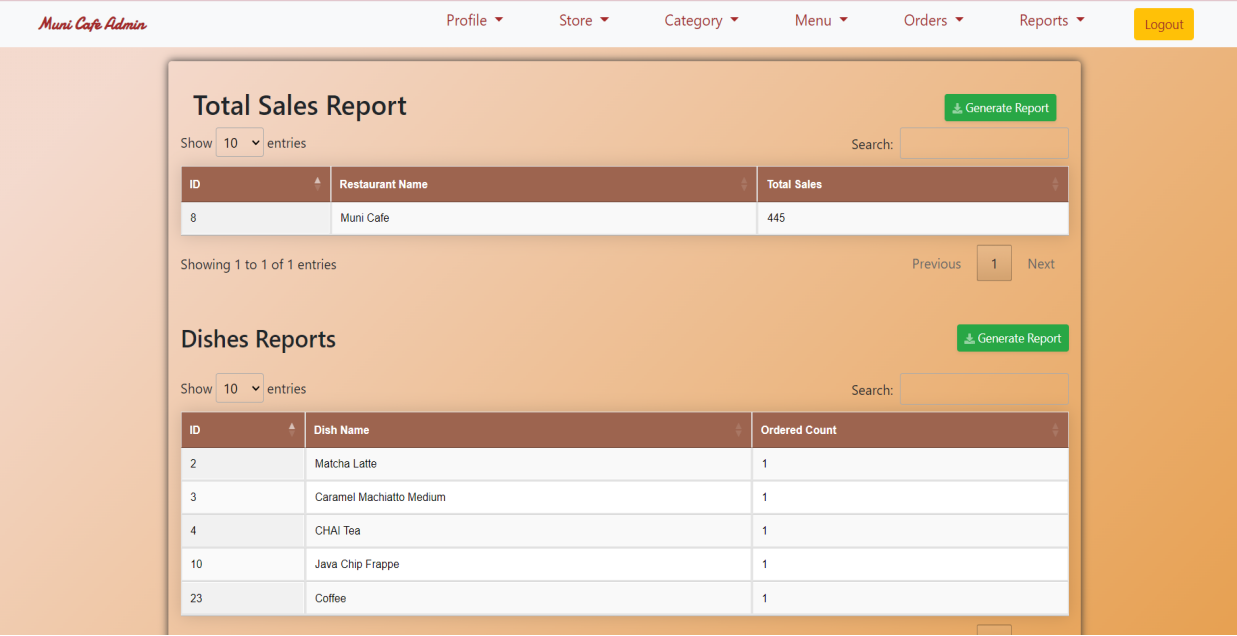 Muni Cafe Admin Profile Store Category Menu Orders Reports Logout
Total Sales Report Generate Report
Show 10 entries Search:
ID Restaurant Name Total Sales
8 Muni Cafe 445
Showing 1 to 1 of 1 entries Previous 1 Next
Dishes Reports Generate Report
Show 10 entries Search:
ID Dish Name Ordered Count
2 Matcha Latte 1
3 Caramel Machiatto Medium 1
4 CHAI Tea 1
10 Java Chip Frappe 1
23 Coffee 1